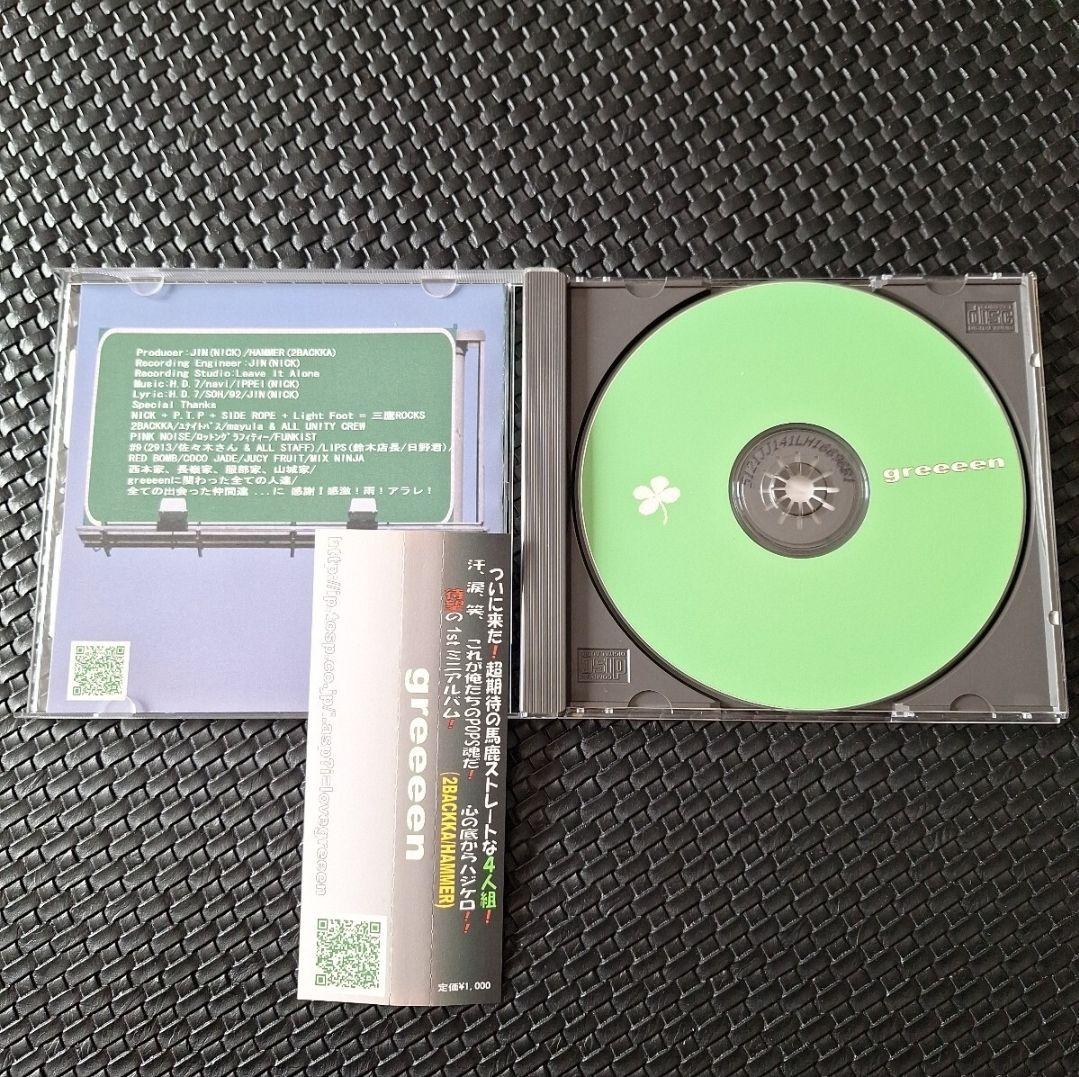 Producer:JIN(NICK)/HAMMER(2BACKKA)
Recording Engineer:JIN(NICK)
Recording Studio:Leave It Alone
Music:H.D.7/navi/IPPEI(NICK)
Lyric:H.D.7/SOH/92/JIN(NICK)
Special Thanks
NICK + P.T.P + SIDE ROPE + Light Foot = 三鷹ROCKS
2BACKKA/ユナイトバス/mayula & ALL UNITY CREW
PINK NOISE/ロットングラフィティー/FUNKIST
#9(2913/佐々木さん & ALL STAFF)/LIPS(鈴木店長/日野君)/
RED BOMB/COCO JADE/JUCY FRUIT/MIX NINJA
西本家、長嶺家、服部家、山城家/
greeeenに関わった全ての人達/
全ての出会った仲間達 ...に 感謝!感激!雨!アラレ!
ついに来だ!超期待の馬鹿ストレートな4人組!
汗、涙、笑、これが俺たちのPOPS魂だ! 心の底からハジケロ!!
待望の1stミニアルバム!
(2BACKKA/HAMMER)
greeeen
定価¥1,000
greeeen
disc